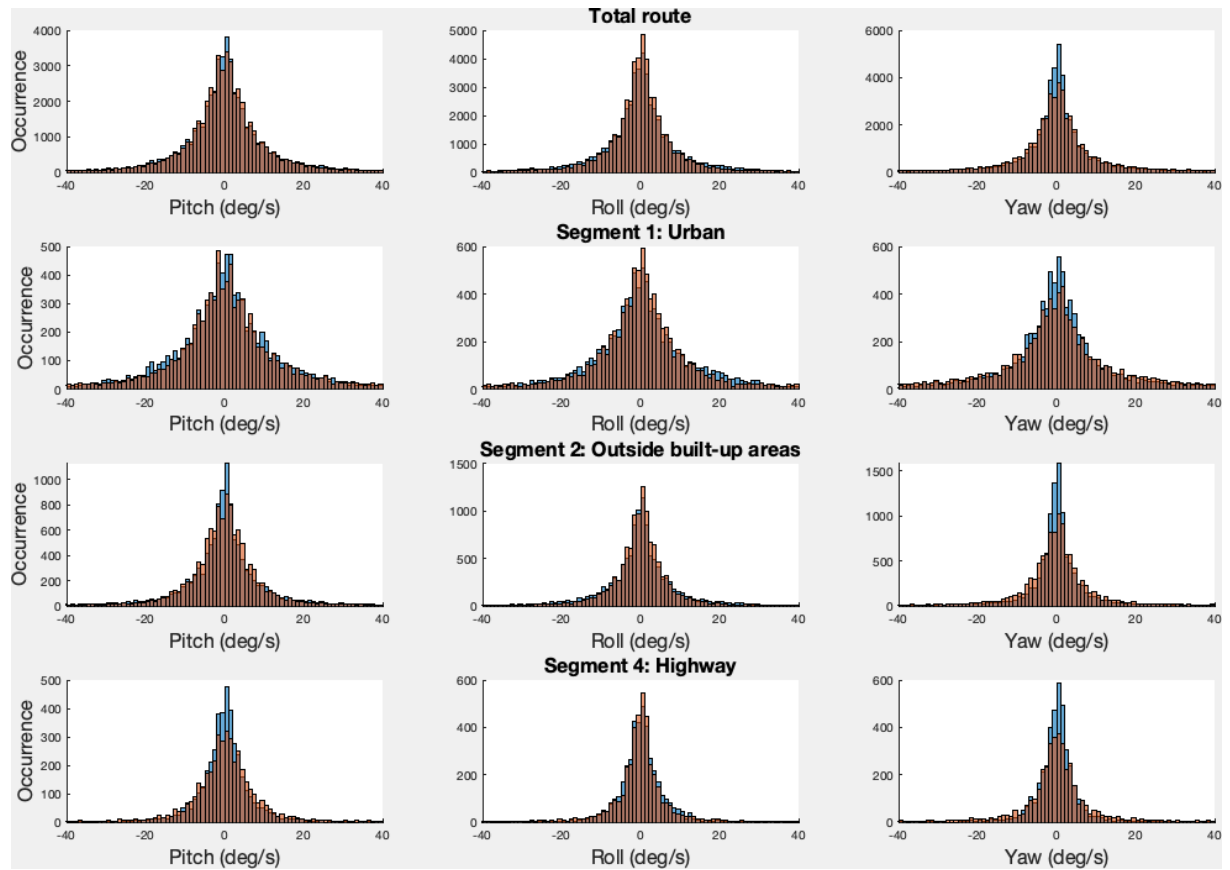 Total route
Occurrence
4000
3000
2000
1000
0
-40 -20 0 20 40
Pitch (deg/s)
5000
4000
3000
2000
1000
0
-40 -20 0 20 40
Roll (deg/s)
6000
4000
2000
0
-40 -20 0 20 40
Yaw (deg/s)
Segment 1: Urban
Occurrence
500
400
300
200
100
0
-40 -20 0 20 40
Pitch (deg/s)
600
400
200
0
-40 -20 0 20 40
Roll (deg/s)
600
400
200
0
-40 -20 0 20 40
Yaw (deg/s)
Segment 2: Outside built-up areas
Occurrence
1000
800
600
400
200
0
-40 -20 0 20 40
Pitch (deg/s)
1500
1000
500
0
-40 -20 0 20 40
Roll (deg/s)
1500
1000
500
0
-40 -20 0 20 40
Yaw (deg/s)
Segment 4: Highway
Occurrence
500
400
300
200
100
0
-40 -20 0 20 40
Pitch (deg/s)
600
400
200
0
-40 -20 0 20 40
Roll (deg/s)
600
400
200
0
-40 -20 0 20 40
Yaw (deg/s)